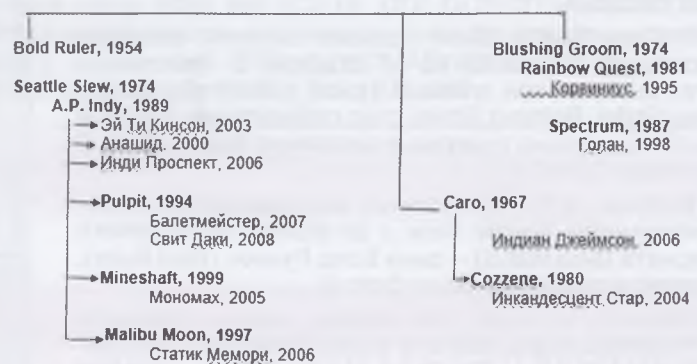 Bold Ruler, 1954
Seattle Slew, 1974
A.P. Indy, 1989
Эй Ти Кинсон, 2003
Анашид. 2000
Инди Проспект, 2006
Pulpit, 1994
Балетмейстер, 2007
Свит Даки, 2008
Mineshaft, 1999
Мономах, 2005
Malibu Moon, 1997
Статик Мемори, 2006
Caro, 1967
Индиан Джеймсон, 2006
Cozzene, 1980
Инкандесцент Стар, 2004
Blushing Groom, 1974
Rainbow Quest, 1981
Корвиниус, 1995
Spectrum, 1987
Голан, 1998